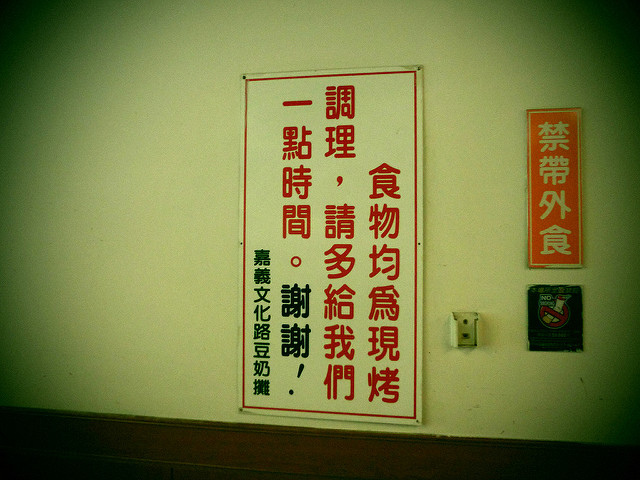 食物均為現烤
調理，請多給我們
一點時間。謝謝！
嘉義文化路豆奶攤
禁帶外食
NO